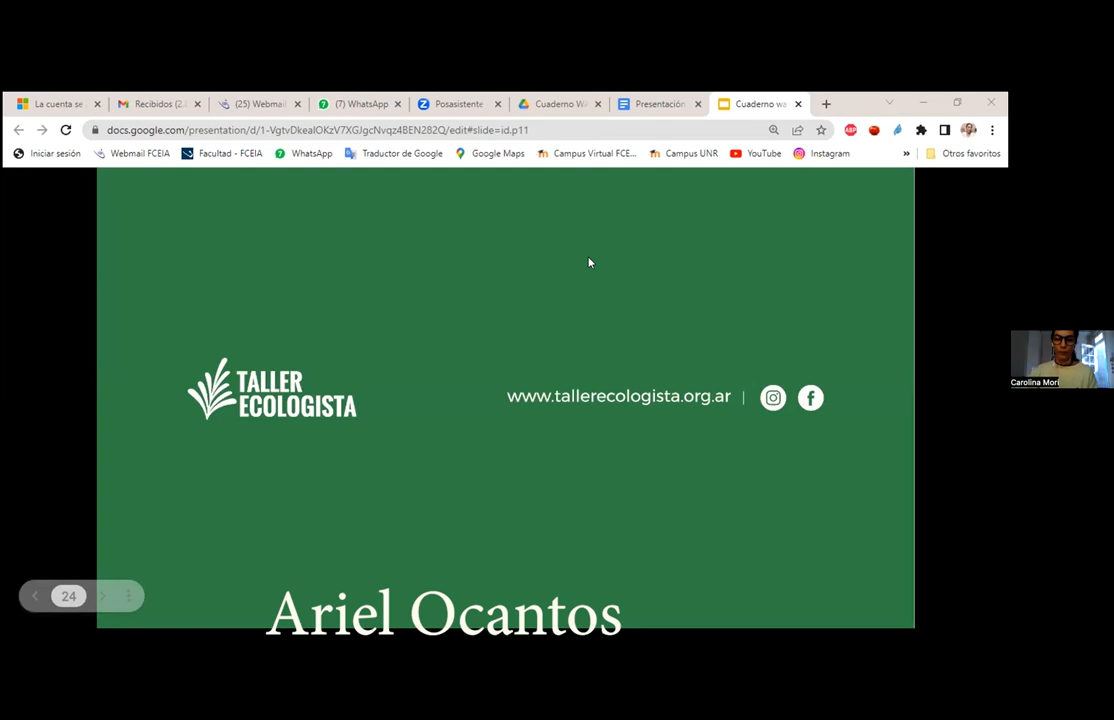 La cuenta se
Recibidos (2.
(25) Webmail
(7) WhatsApp
Posasistente
Cuaderno W
Presentación
Cuaderno wa
docs.google.com/presentation/d/1-VgtvDkealOKzV7XGJgcNvqz4BEN282Q/edit#slide=id.p11
Iniciar sesión
Webmail FCEIA
Facultad - FCEIA
WhatsApp
Traductor de Google
Google Maps
Campus Virtual FCE...
Campus UNR
YouTube
Instagram
Otros favoritos
TALLER
ECOLOGISTA
www.tallerecologista.org.ar |
Carolina Mori
24
Ariel Ocantos